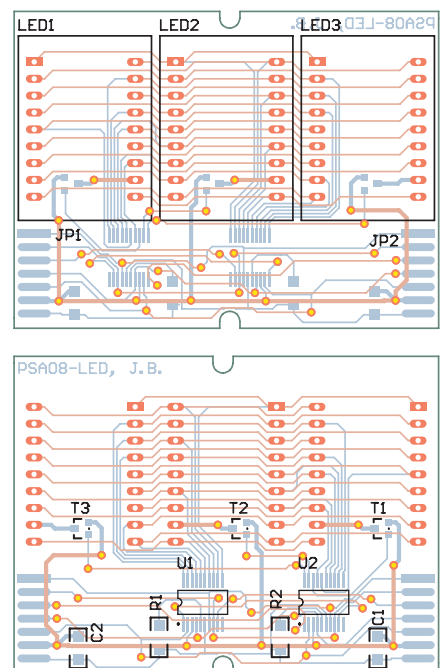 LED1 LED2 LED3 PSA08-LED, J.B.
JP1 JP2
PSA08-LED, J.B.
T3 T2 T1
U1 U2
R1 R2 C1
C2